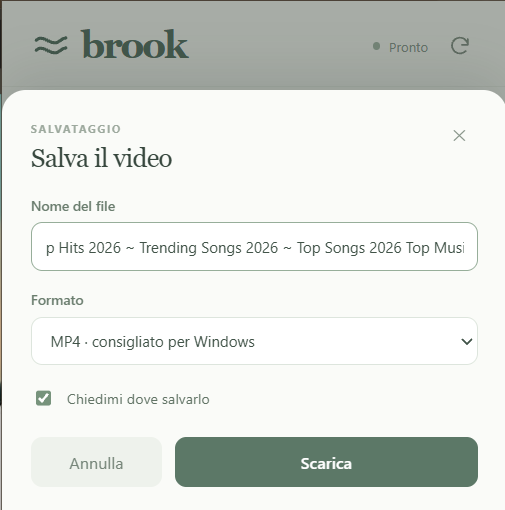 brook
Pronto
SALVATAGGIO
Salva il video
Nome del file
p Hits 2026 ~ Trending Songs 2026 ~ Top Songs 2026 Top Musi
Formato
MP4 · consigliato per Windows
Chiedimi dove salvarlo
Annulla
Scarica